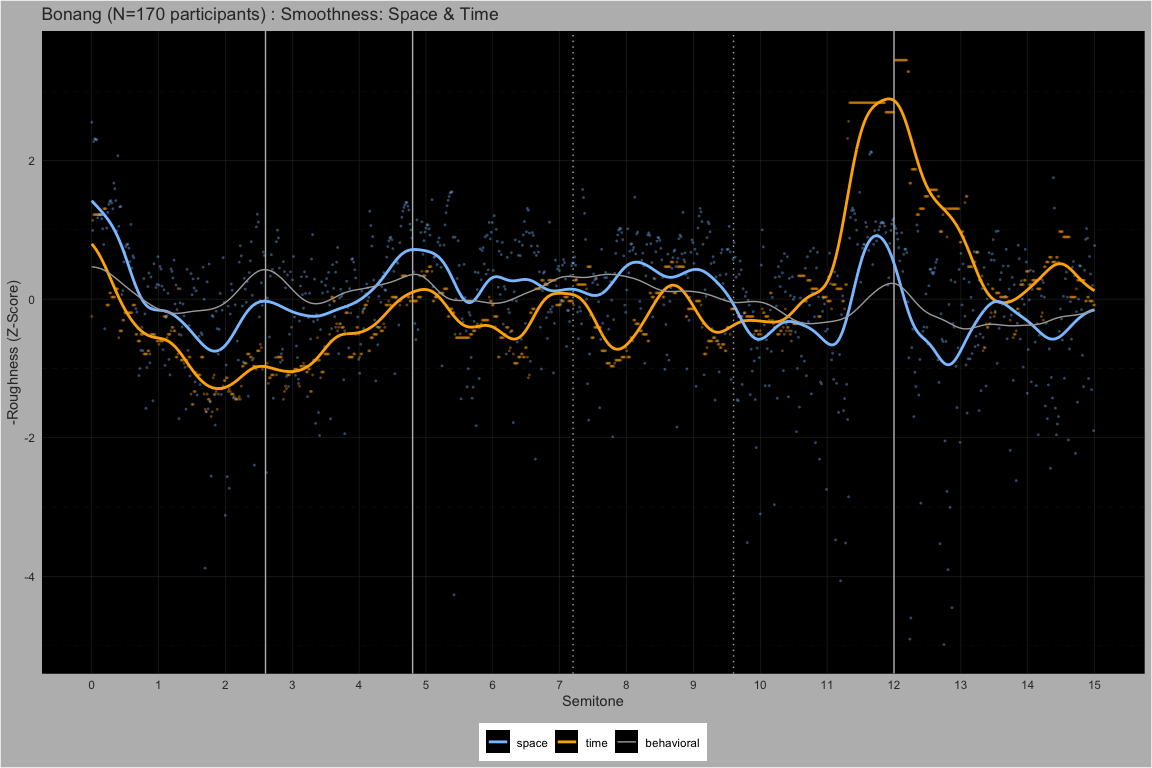 Bonang (N=170 participants) : Smoothness: Space & Time
-Roughness (Z-Score)
2
0
-2
-4
0 1 2 3 4 5 6 7 8 9 10 11 12 13 14 15
Semitone
space time behavioral